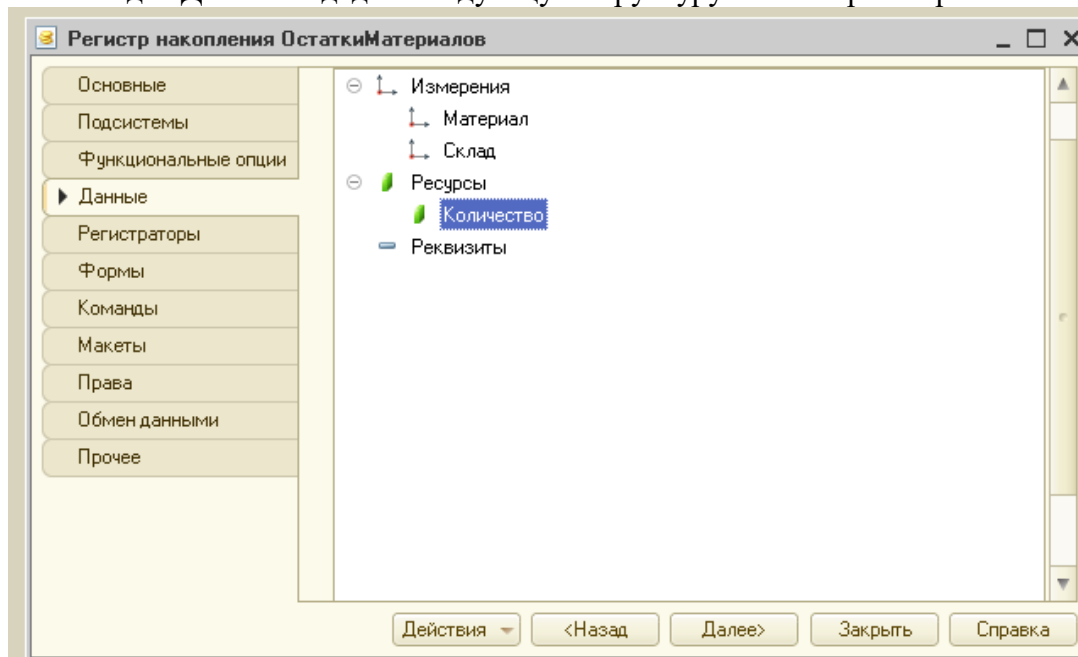 Регистр накопления ОстаткиМатериалов
Основные
Подсистемы
Функциональные опции
Данные
Регистраторы
Формы
Команды
Макеты
Права
Обмен данными
Прочее
Измерения
Материал
Склад
Ресурсы
Количество
Реквизиты
Действия
<Назад
Далее>
Закрыть
Справка